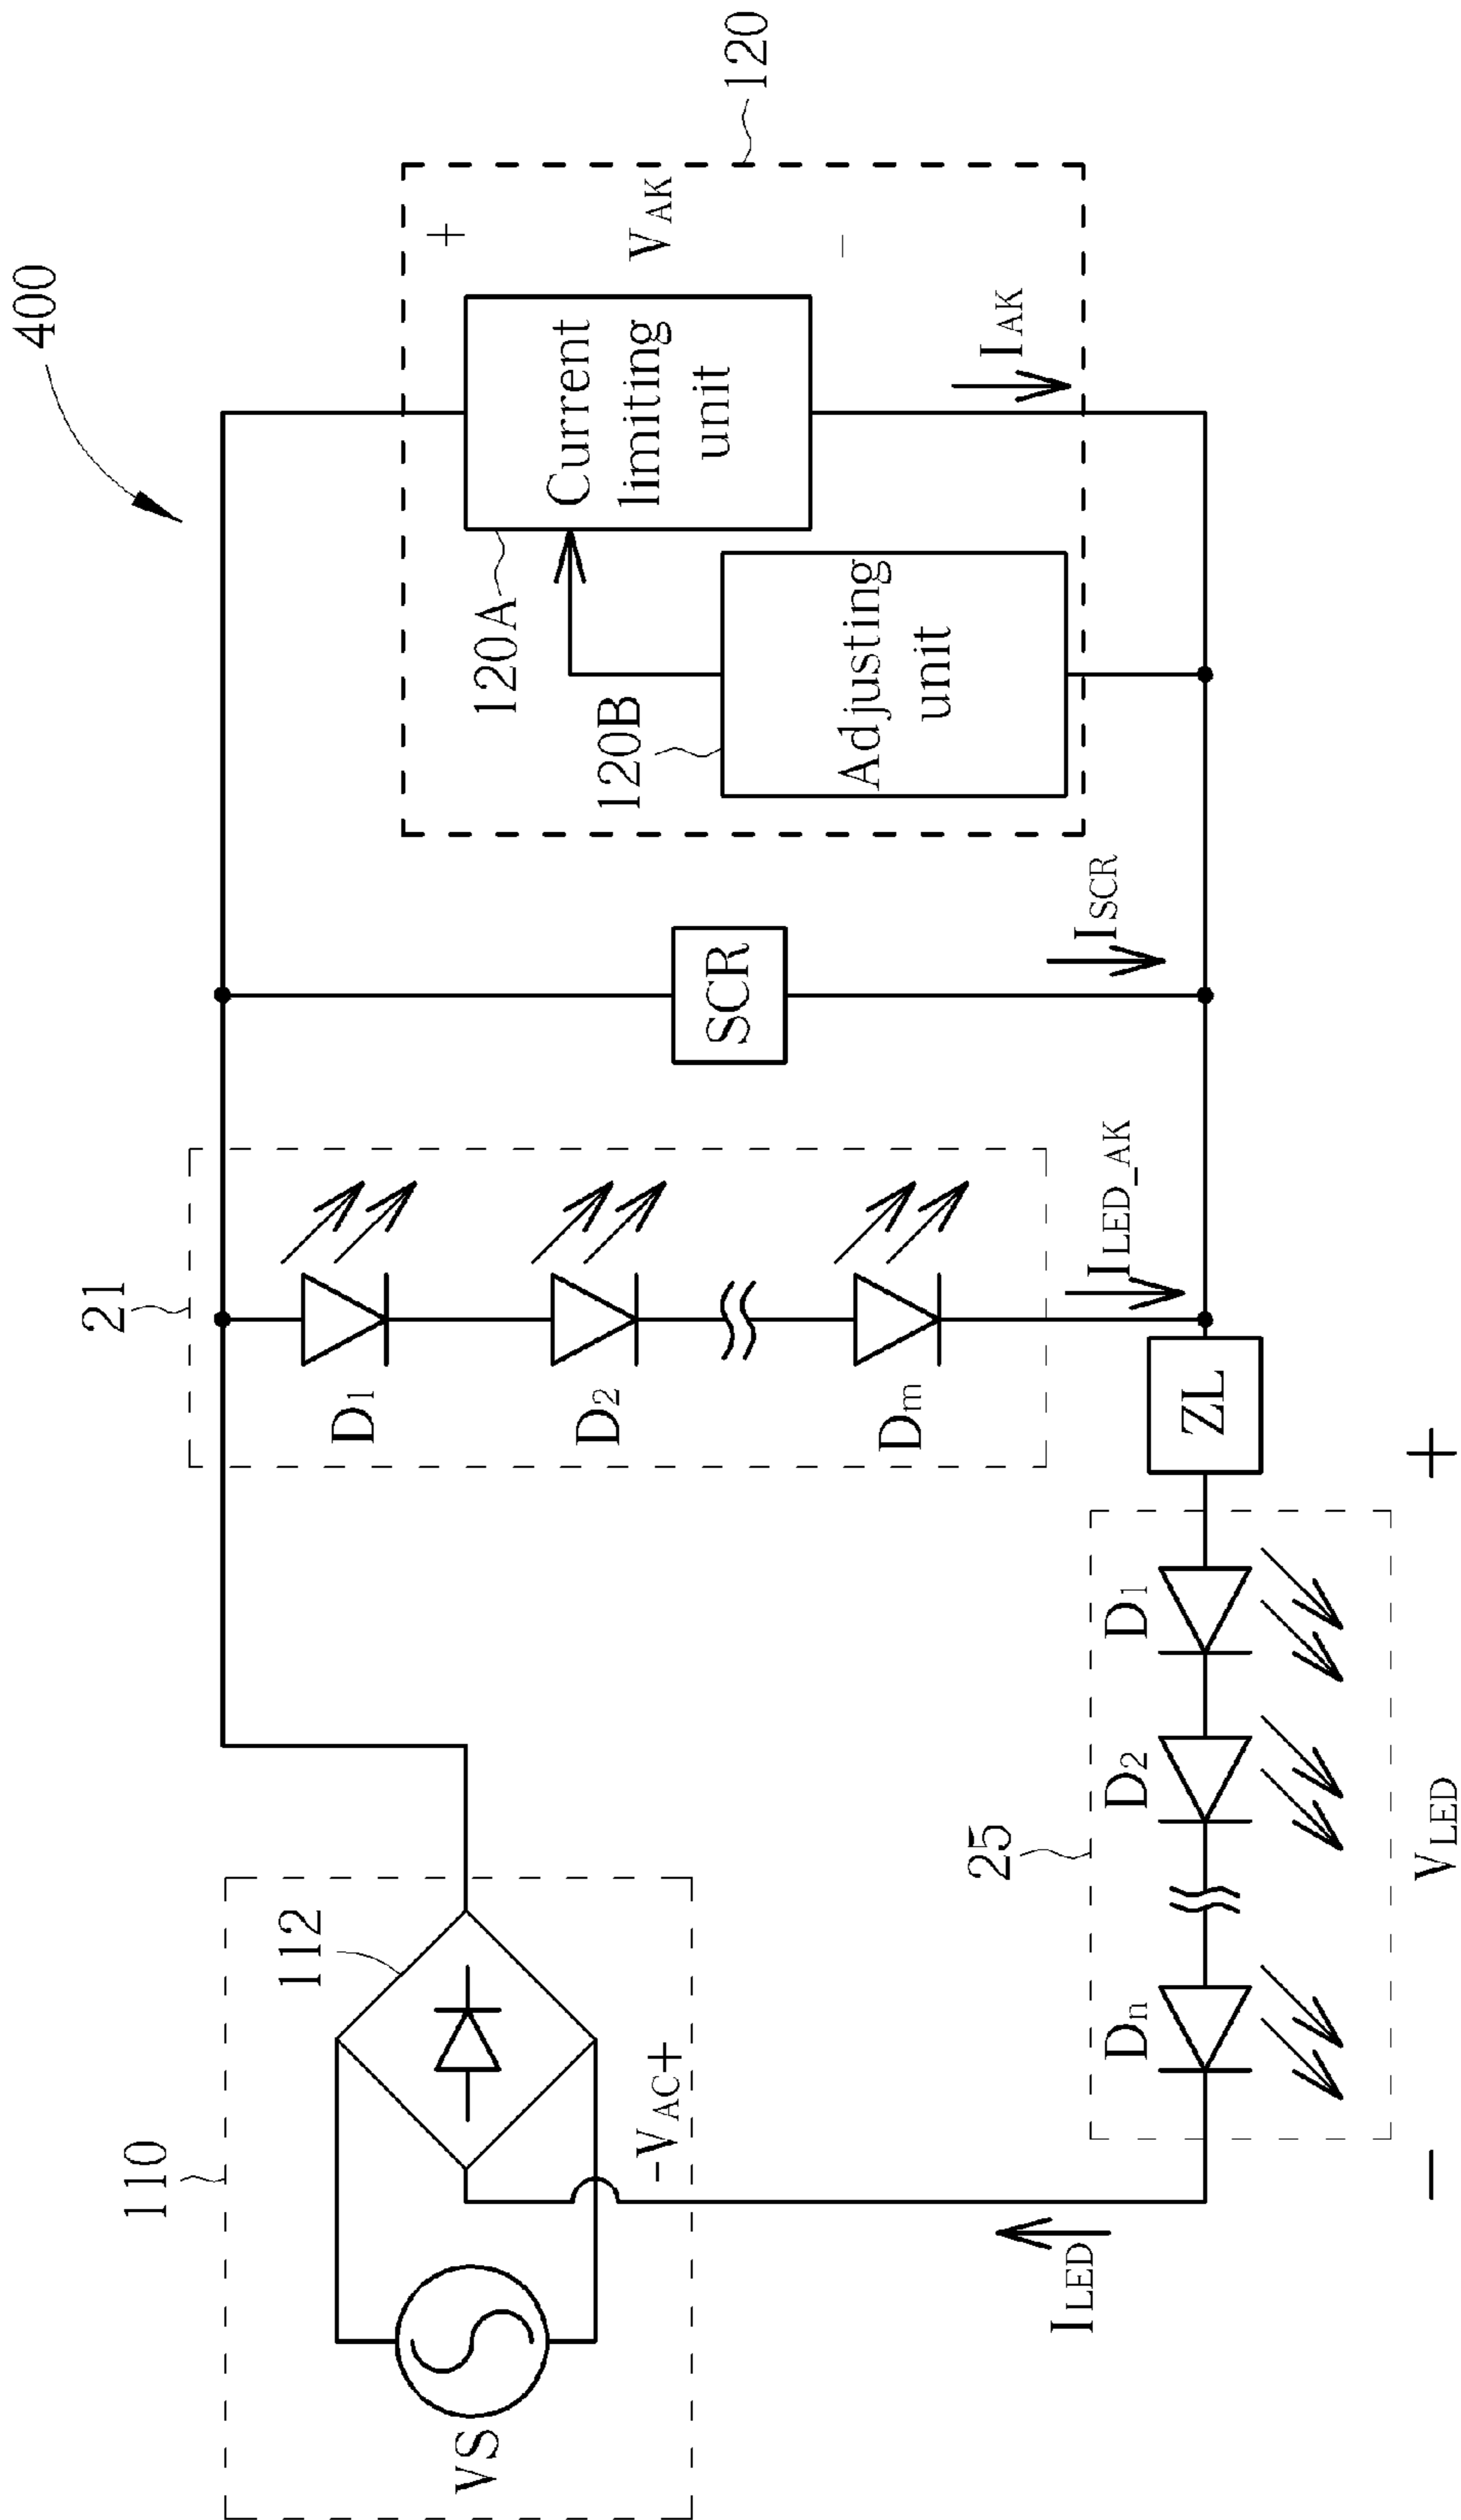 400
110
112
VS
-VAC+
21
D1
D2
Dm
ILED_AK
SCR
ISCR
120
120A
Current
limiting
unit
120B
Adjusting
unit
+
VAK
-
IAK
ZL
25
D1
D2
Dn
ILED
- VLED +